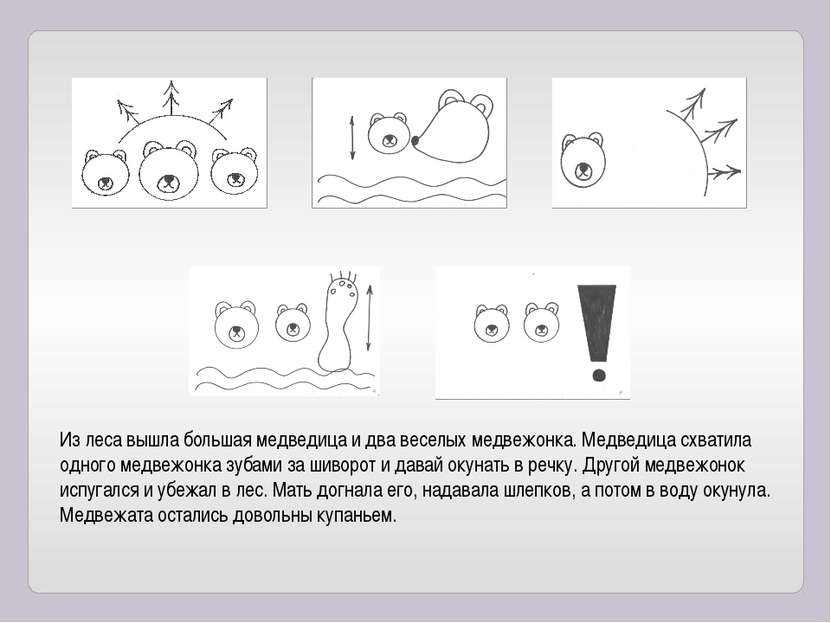 Из леса вышла большая медведица и два веселых медвежонка. Медведица схватила
одного медвежонка зубами за шиворот и давай окунать в речку. Другой медвежонок
испугался и убежал в лес. Мать догнала его, надавала шлепков, а потом в воду окунула.
Медвежата остались довольны купаньем.